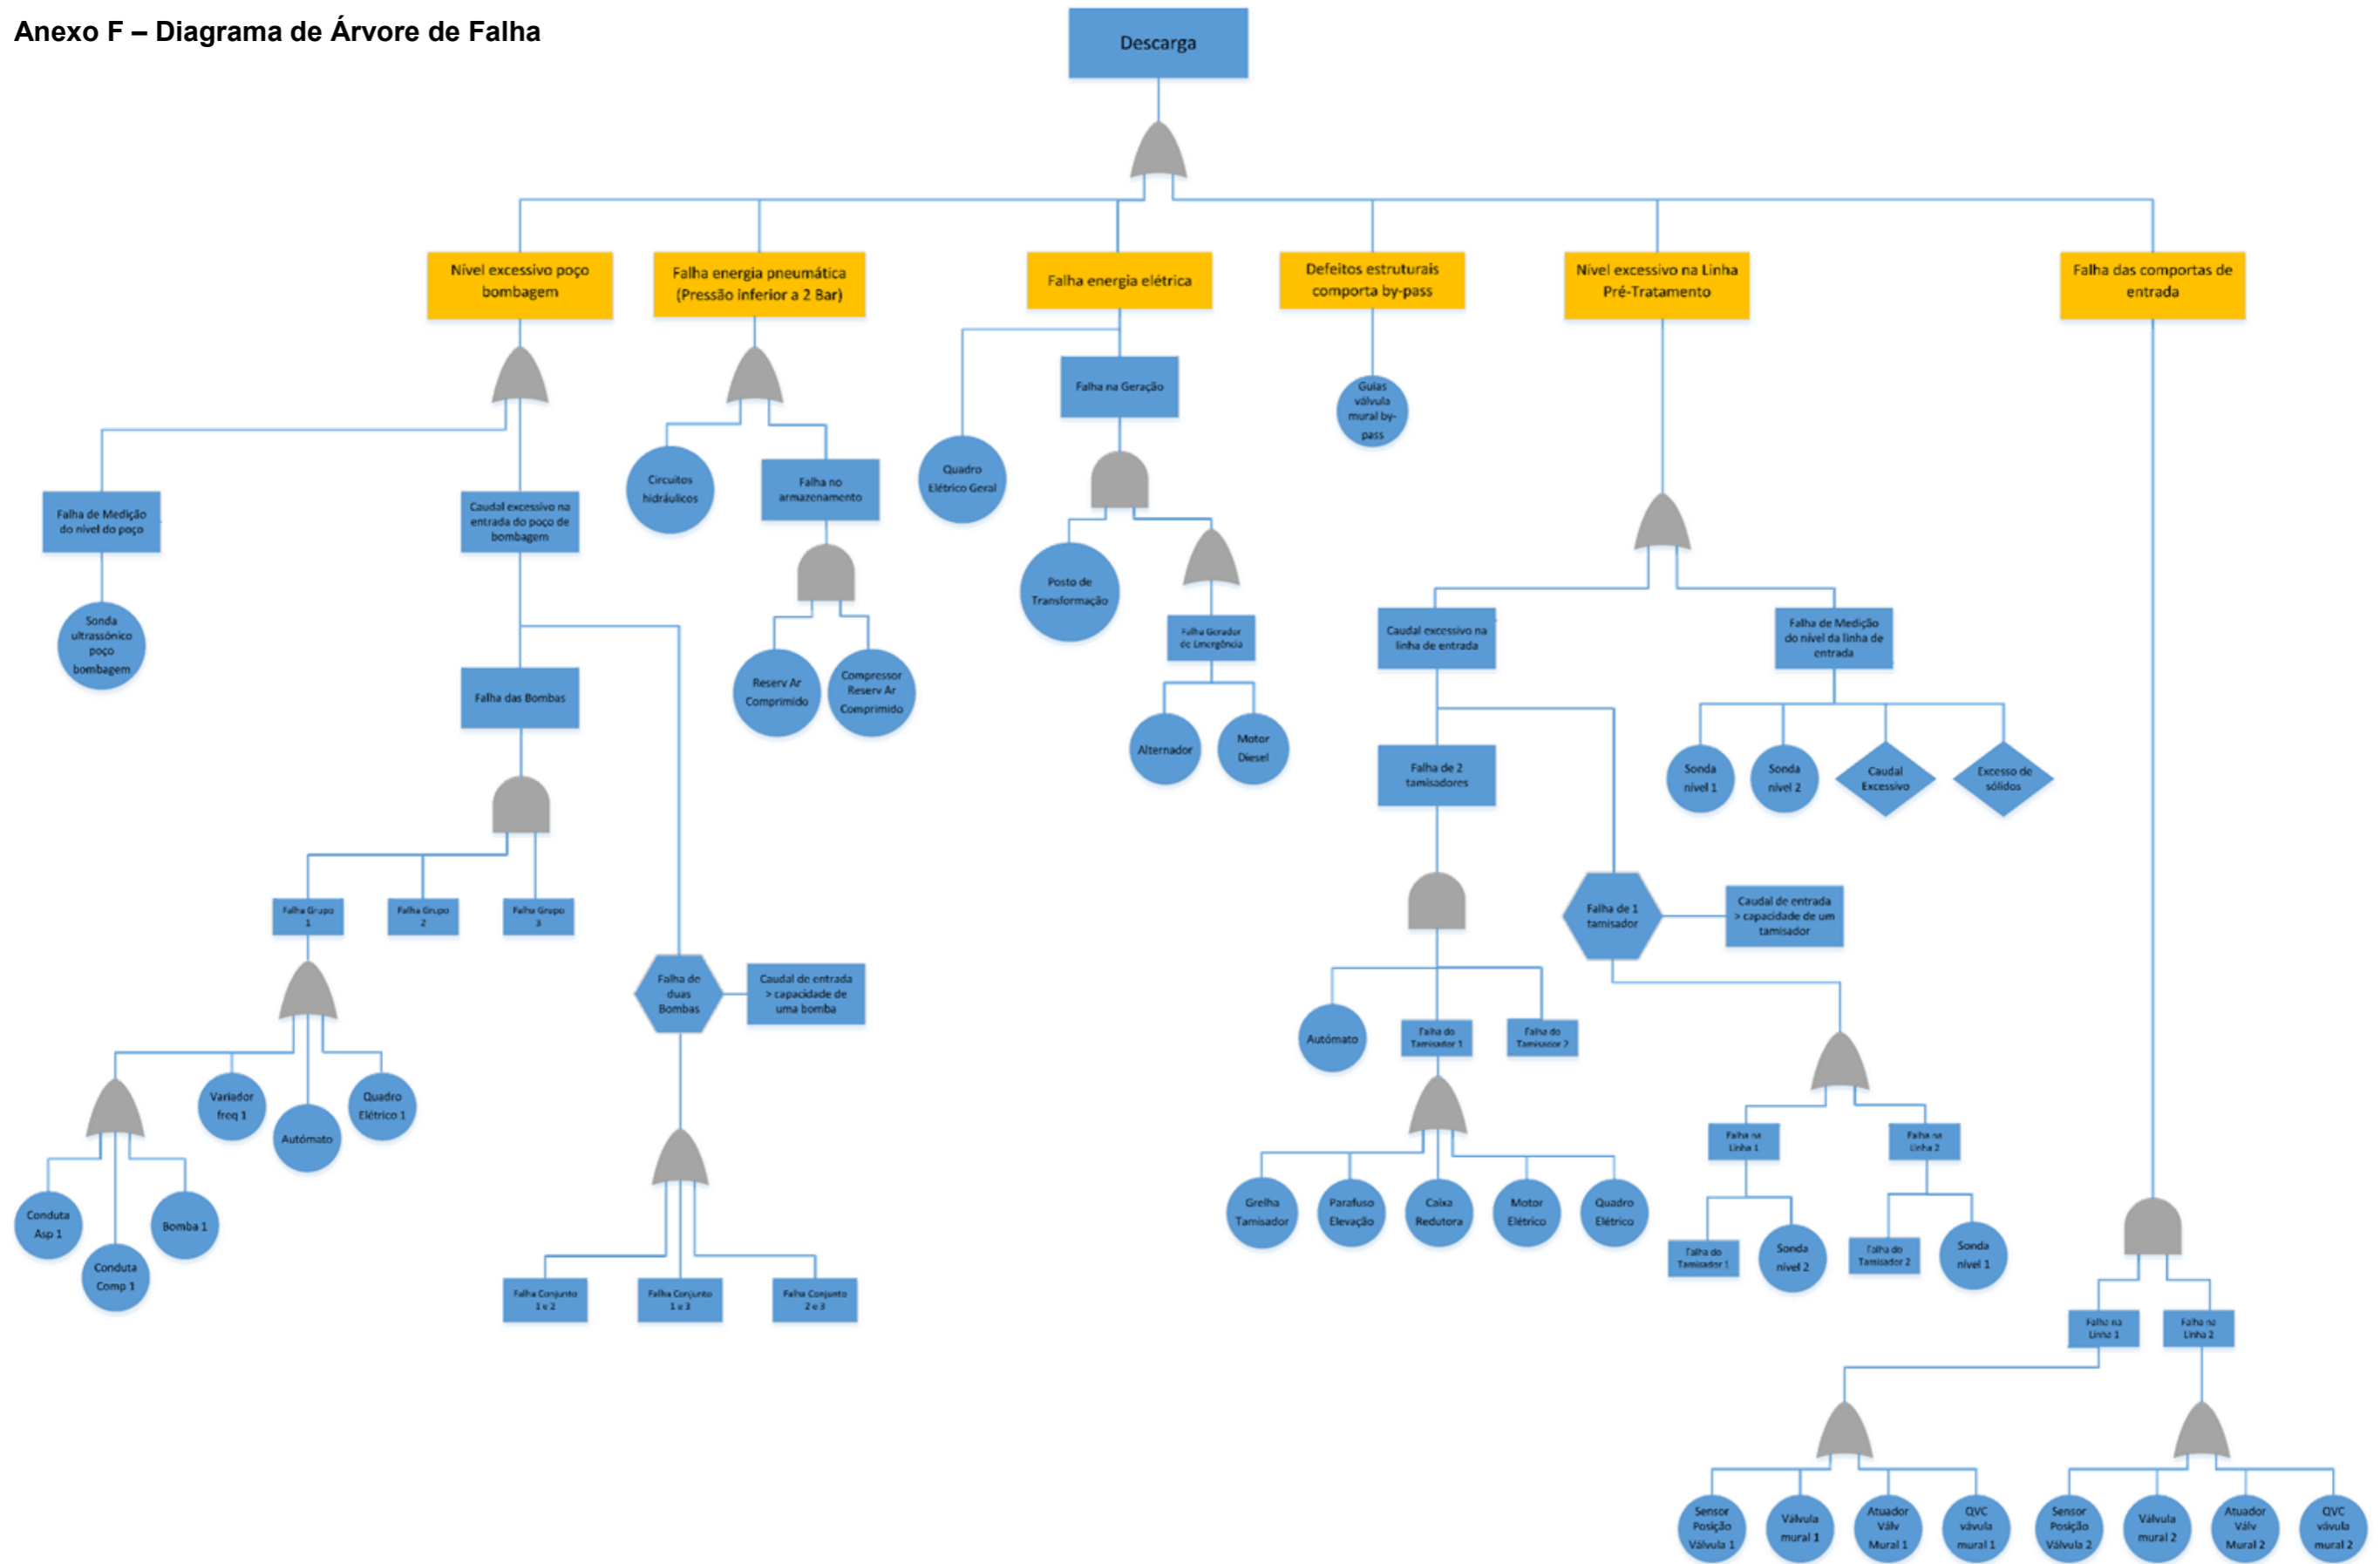 Anexo F – Diagrama de Árvore de Falha
Descarga
Nível excessivo poço
bombagem
Falha energia pneumática
(Pressão inferior a 2 Bar)
Falha energia elétrica
Defeitos estruturais
comporta by-pass
Nível excessivo na Linha
Pré-Tratamento
Falha das comportas de
entrada
Falha de Medição
do nível do poço
Sonda
ultrassónico
poço
bombagem
Caudal excessivo na
entrada do poço de
bombagem
Falha das Bombas
Falha Grupo
1
Falha Grupo
2
Falha Grupo
3
Variador
freq 1
Autómato
Quadro
Elétrico 1
Conduta
Asp 1
Conduta
Comp 1
Bomba 1
Falha de
duas
Bombas
Caudal de entrada
> capacidade de
uma bomba
Falha Conjunto
1 e 2
Falha Conjunto
1 e 3
Falha Conjunto
2 e 3
Circuitos
hidráulicos
Falha no
armazenamento
Reserv Ar
Comprimido
Compressor
Reserv Ar
Comprimido
Quadro
Elétrico Geral
Falha na Geração
Posto de
Transformação
Falha Gerador
de Emergência
Alternador
Motor
Diesel
Guias
válvula
mural by-
pass
Caudal excessivo na
linha de entrada
Falha de Medição
do nível da linha de
entrada
Sonda
nível 1
Sonda
nível 2
Caudal
Excessivo
Excesso de
sólidos
Falha de 2
tamisadores
Falha de 1
tamisador
Caudal de entrada
> capacidade de um
tamisador
Autómato
Falha do
Tamisador 1
Falha do
Tamisador 2
Grelha
Tamisador
Parafuso
Elevação
Caixa
Redutora
Motor
Elétrico
Quadro
Elétrico
Falha na
Linha 1
Falha na
Linha 2
Falha do
Tamisador 1
Sonda
nível 2
Falha do
Tamisador 2
Sonda
nível 1
Falha na
Linha 1
Falha na
Linha 2
Sensor
Posição
Válvula 1
Válvula
mural 1
Atuador
Válv
Mural 1
QVC
vávula
mural 1
Sensor
Posição
Válvula 2
Válvula
mural 2
Atuador
Válv
Mural 2
QVC
vávula
mural 2